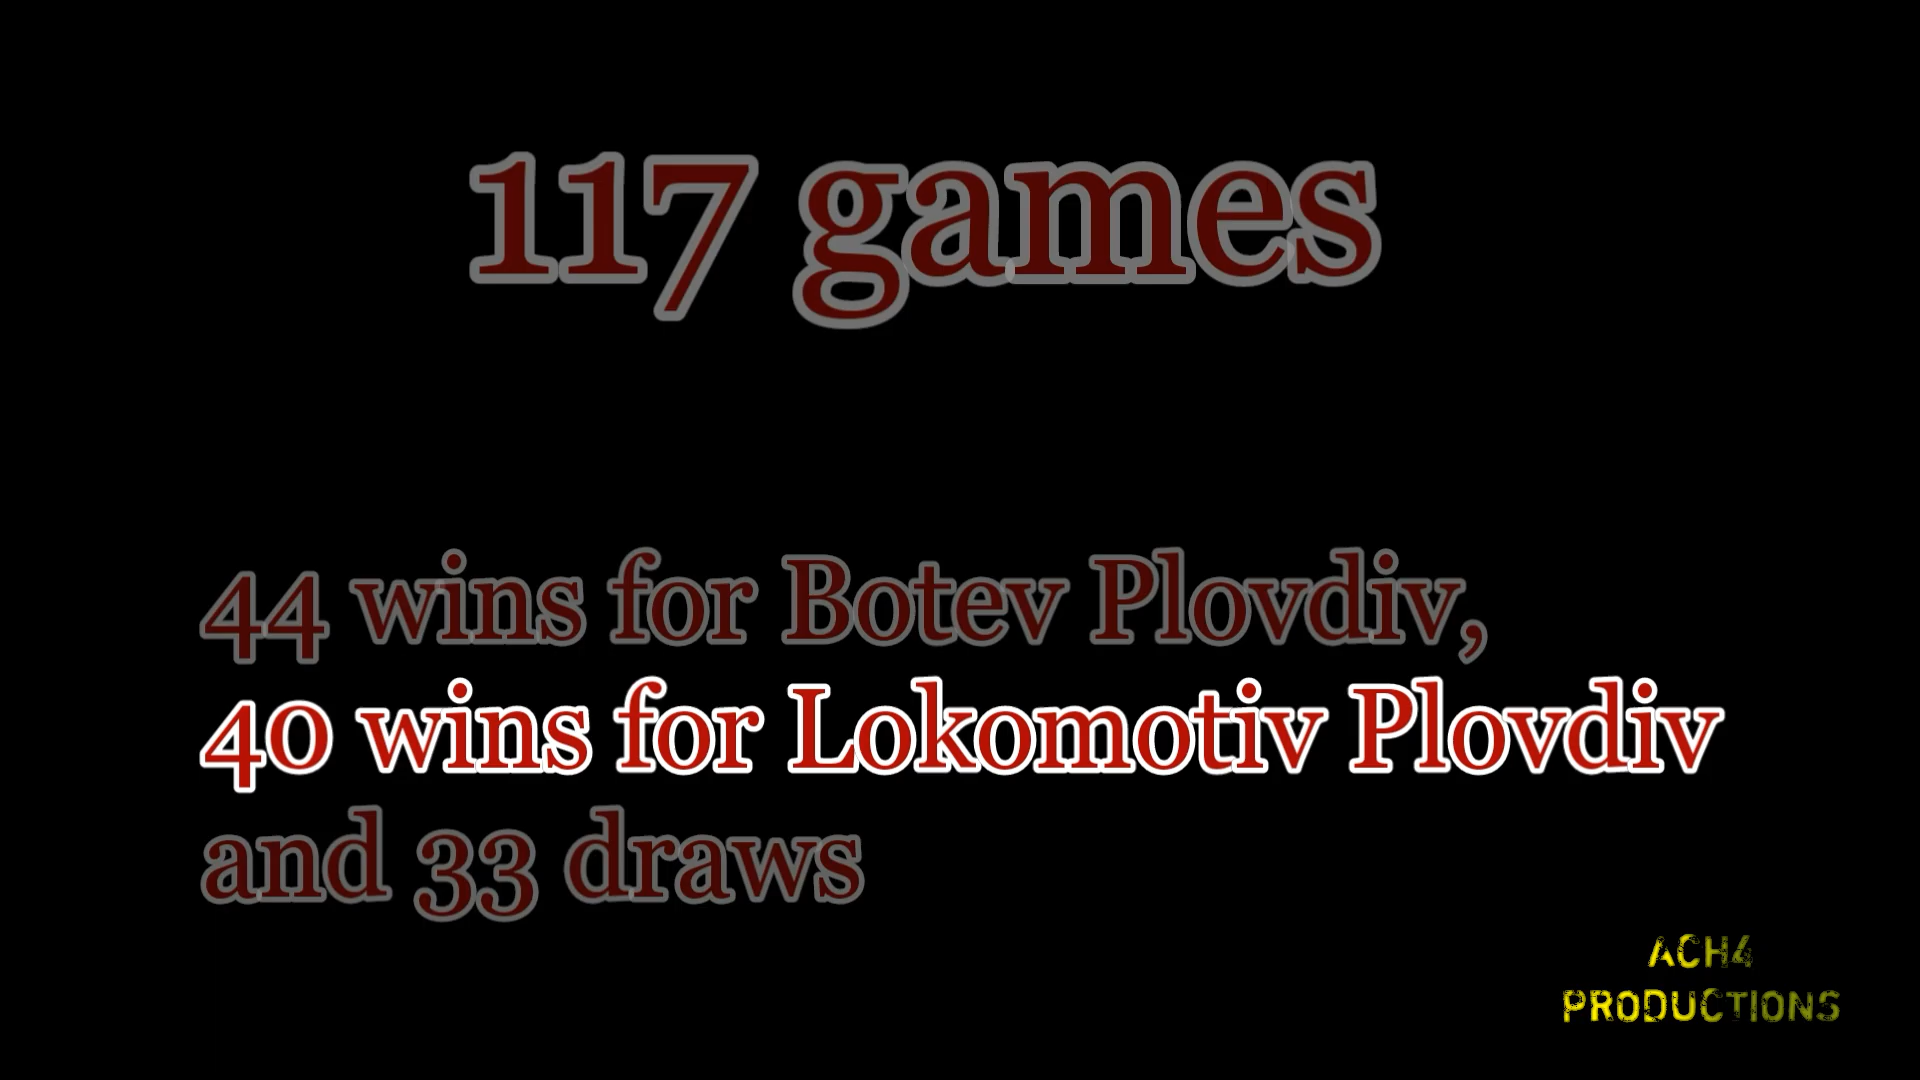 117 games
44 wins for Botev Plovdiv,
40 wins for Lokomotiv Plovdiv
and 33 draws
ACH4
PRODUCTIONS